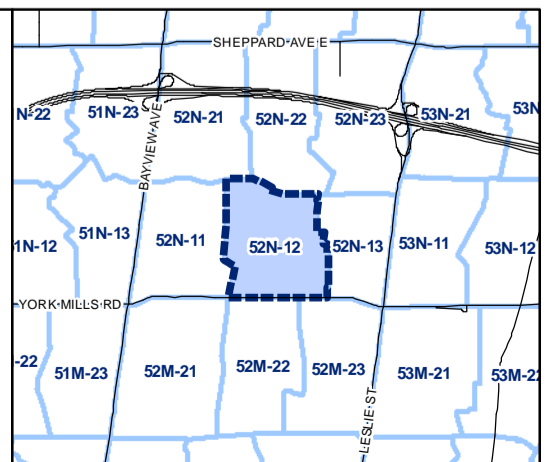 SHEPPARD AVE E
N-22
51N-23
52N-21
52N-22
52N-23
53N-21
53N
BAYVIEW AVE
1N-12
51N-13
52N-11
52N-12
52N-13
53N-11
53N-12
YORK MILLS RD
-22
51M-23
52M-21
52M-22
52M-23
53M-21
53M-22
LESLIE ST